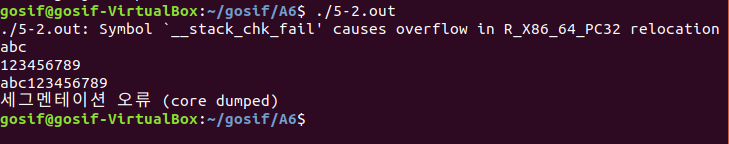 gosif@gosif-VirtualBox:~/gosif/A6$ ./5-2.out
./5-2.out: Symbol `__stack_chk_fail' causes overflow in R_X86_64_PC32 relocation
abc
123456789
abc123456789
세그멘테이션 오류 (core dumped)
gosif@gosif-VirtualBox:~/gosif/A6$